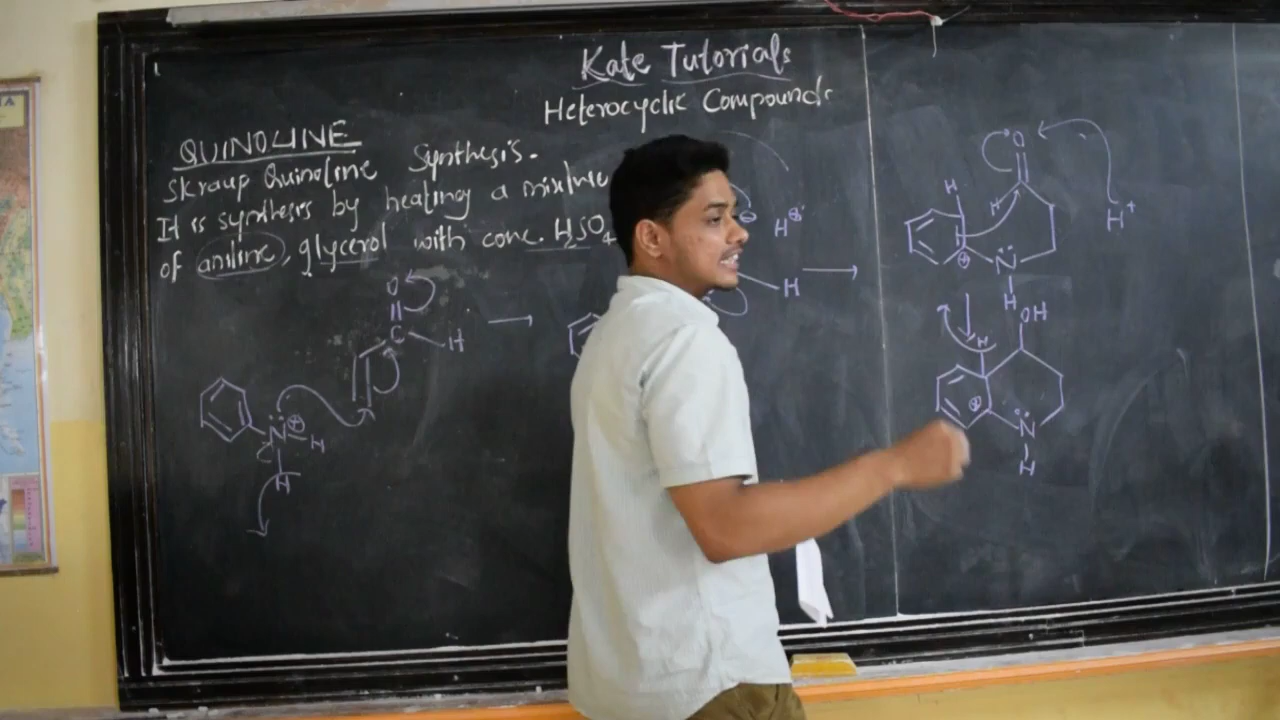 Kate Tutorials
Heterocyclic Compounds
QUINOLINE
Skraup Quinoline Synthesis.
It is synthesis by heating a mixture
of aniline, glycerol with conc. H₂SO₄
O
C
H
N
⊕
H
H
⊖
H⊕
H
O
H
H
H⁺
⊕
N
H
OH
H
⊕
N
H
A